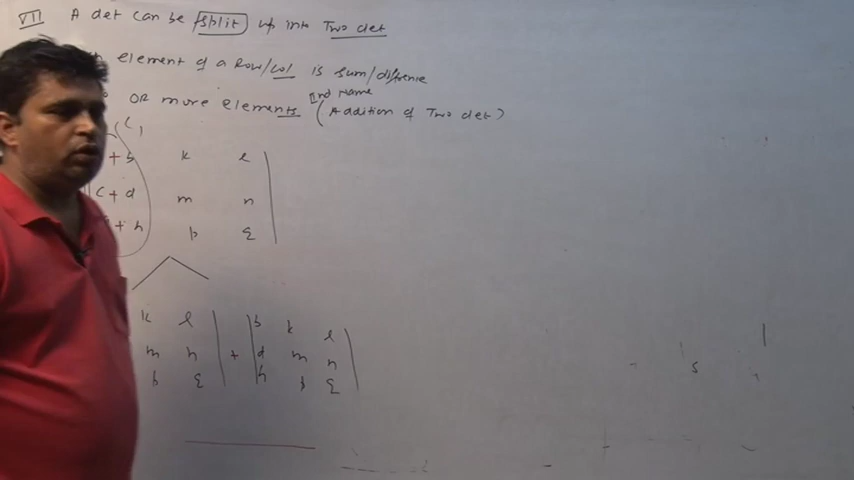 VII A det can be split up into Two det
element of a Row/col is sum/difference
OR more elements (Addition of Two det)
IInd Name
+ b k l
c + d m n
+ h p q
k l | + | b k l |
m n | + | d m n |
p q | | h p q |